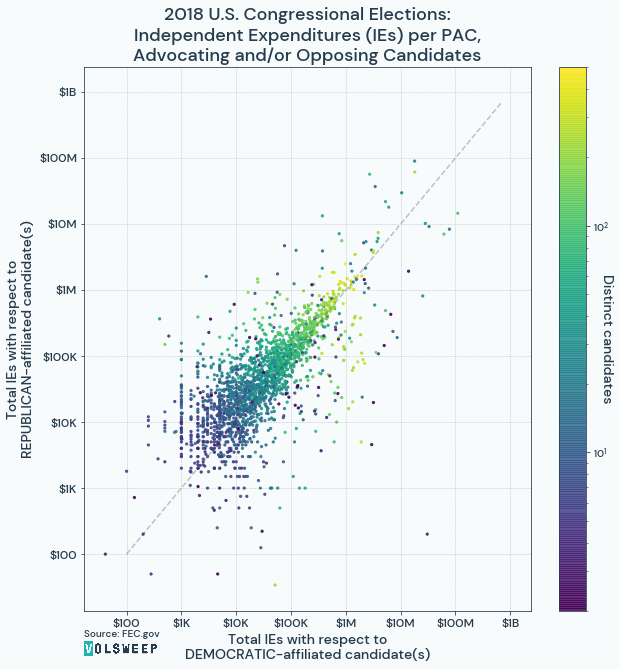 2018 U.S. Congressional Elections:
Independent Expenditures (IEs) per PAC,
Advocating and/or Opposing Candidates
Total IEs with respect to
REPUBLICAN-affiliated candidate(s)
$1B
$100M
$10M
$1M
$100K
$10K
$1K
$100
$100
$1K
$10K
$100K
$1M
$10M
$100M
$1B
Total IEs with respect to
DEMOCRATIC-affiliated candidate(s)
10²
10¹
Distinct candidates
Source: FEC.gov
VOLSWEEP